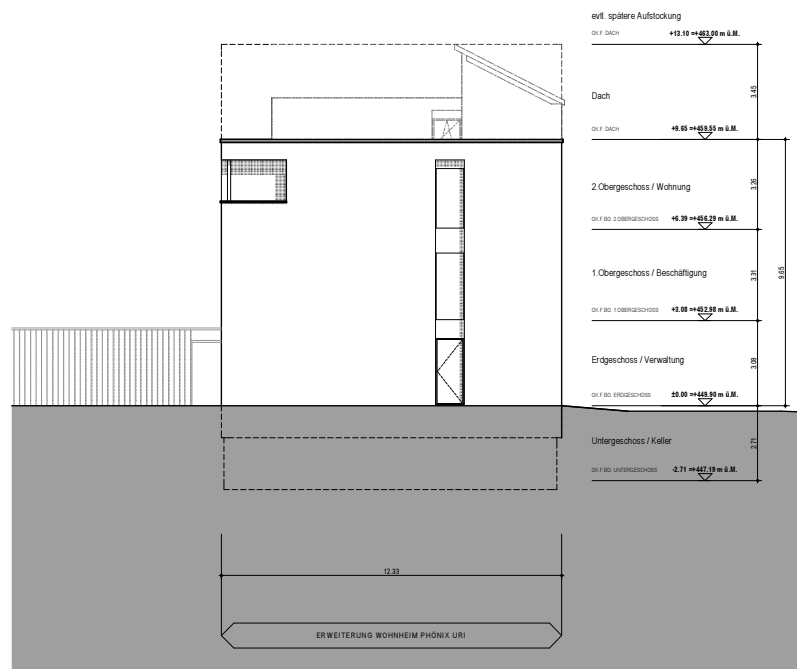 evtl. spätere Aufstockung
OK.F. DACH +13.10 =+463.00 m ü.M.
3.45
Dach
OK.F. DACH +9.65 =+459.55 m ü.M.
3.26
2.Obergeschoss / Wohnung
OK.F.BO. 2.OBERGESCHOSS +6.39 =+456.29 m ü.M.
3.31
9.65
1.Obergeschoss / Beschäftigung
OK.F.BO. 1.OBERGESCHOSS +3.08 =+452.98 m ü.M.
3.08
Erdgeschoss / Verwaltung
OK.F.BO. ERDGESCHOSS ±0.00 =+449.90 m ü.M.
2.71
Untergeschoss / Keller
OK.F.BO. UNTERGESCHOSS -2.71 =+447.19 m ü.M.
12.33
ERWEITERUNG WOHNHEIM PHÖNIX URI